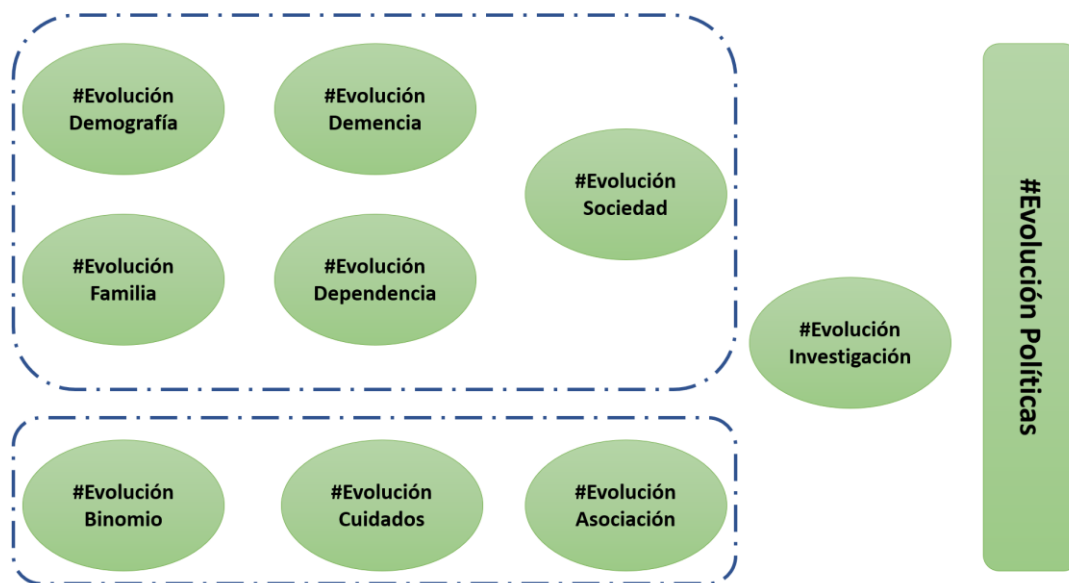 #Evolución
Demografía
#Evolución
Demencia
#Evolución
Sociedad
#Evolución
Familia
#Evolución
Dependencia
#Evolución
Investigación
#Evolución Políticas
#Evolución
Binomio
#Evolución
Cuidados
#Evolución
Asociación